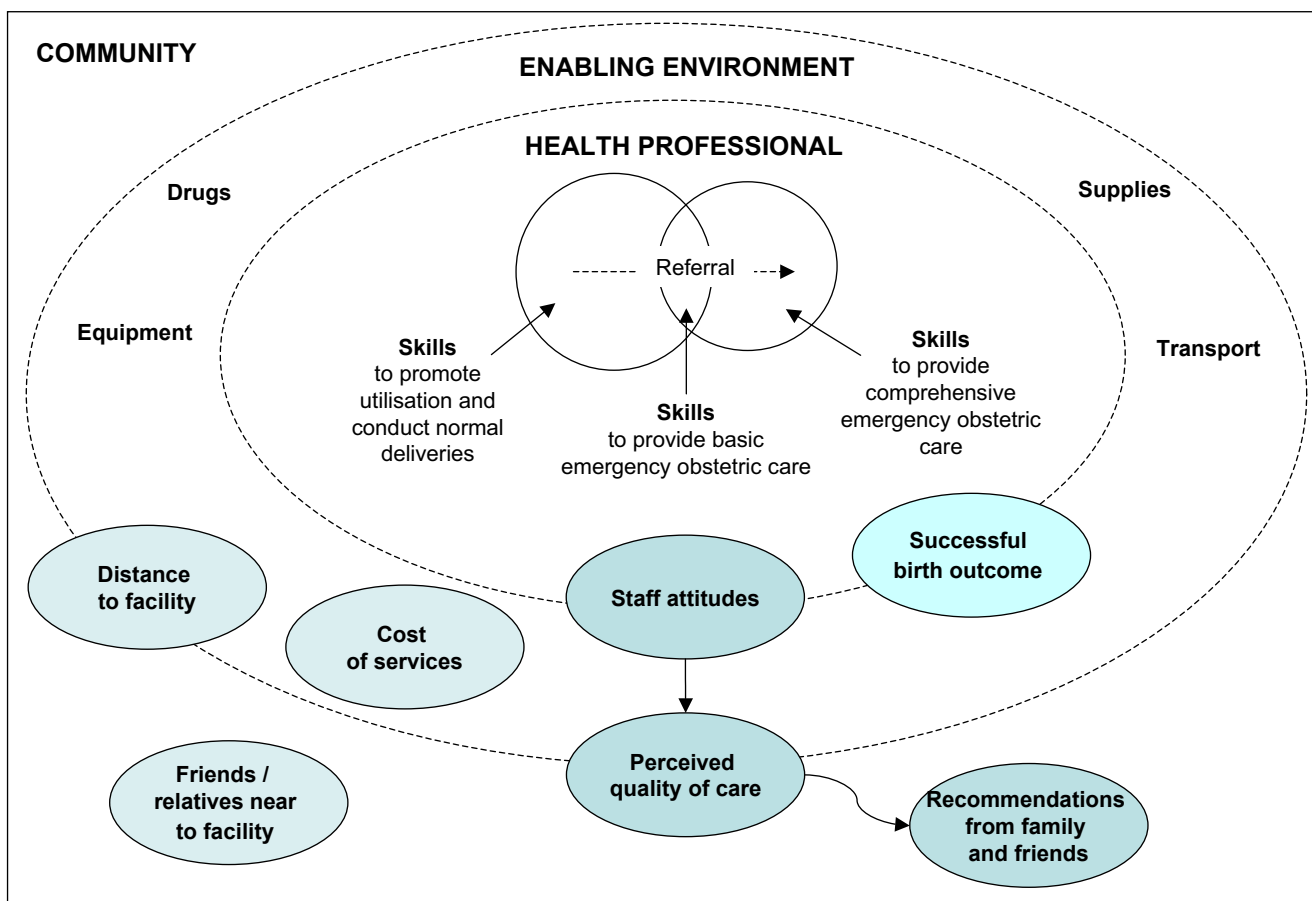 COMMUNITY
ENABLING ENVIRONMENT
HEALTH PROFESSIONAL
Drugs
Supplies
Referral
Equipment
Transport
Skills
to promote
utilisation and
conduct normal
deliveries
Skills
to provide basic
emergency obstetric care
Skills
to provide
comprehensive
emergency obstetric
care
Distance
to facility
Cost
of services
Staff attitudes
Successful
birth outcome
Friends /
relatives near
to facility
Perceived
quality of care
Recommendations
from family
and friends